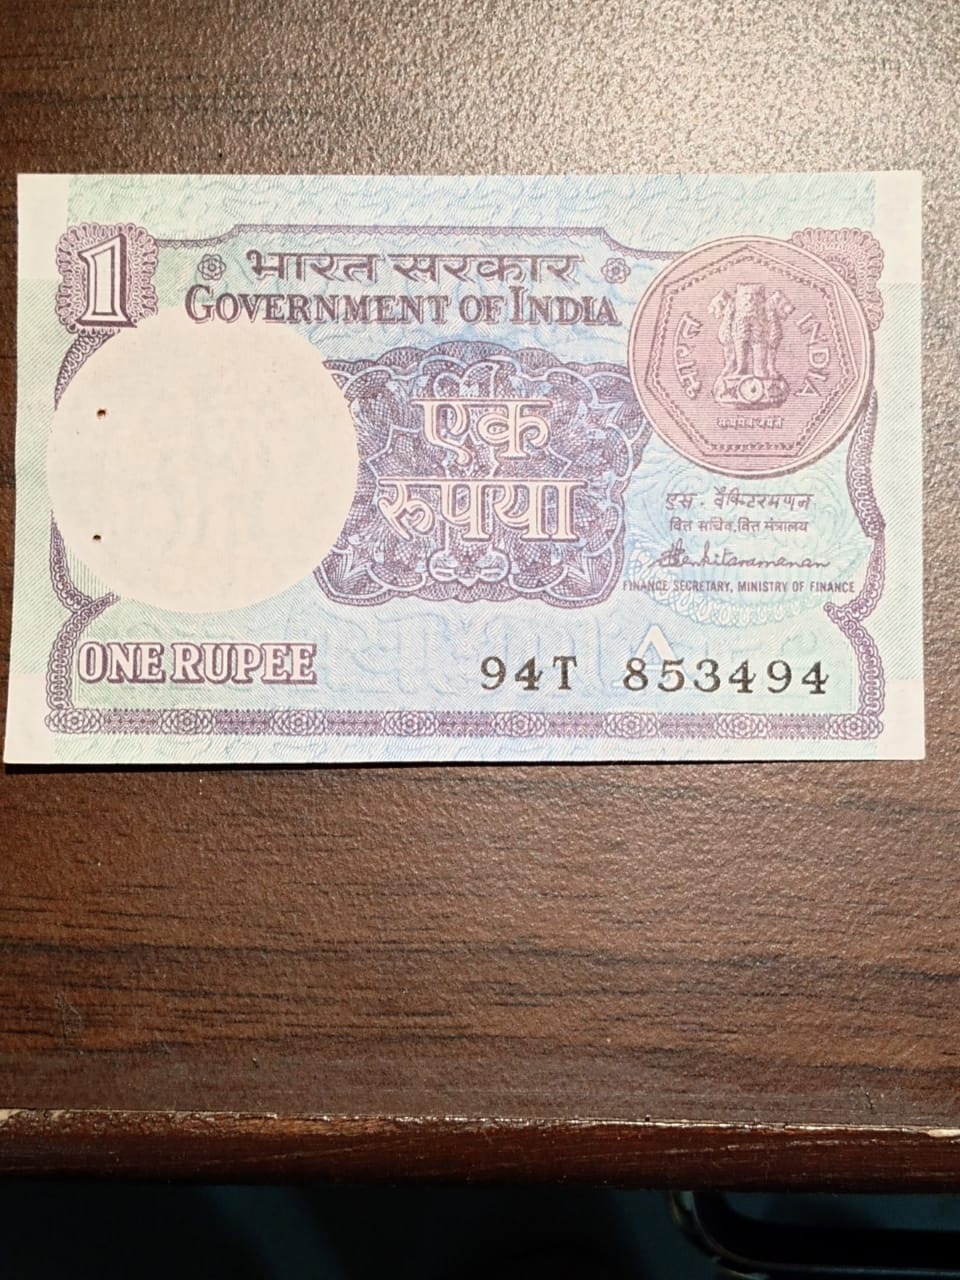 1
भारत सरकार
GOVERNMENT OF INDIA
भारत INDIA
सत्यमेव जयते
एक
रुपया
एस. वेंकिटरमणन
वित्त सचिव, वित्त मंत्रालय
S Venkitaramanan
FINANCE SECRETARY, MINISTRY OF FINANCE
ONE RUPEE
94T 853494